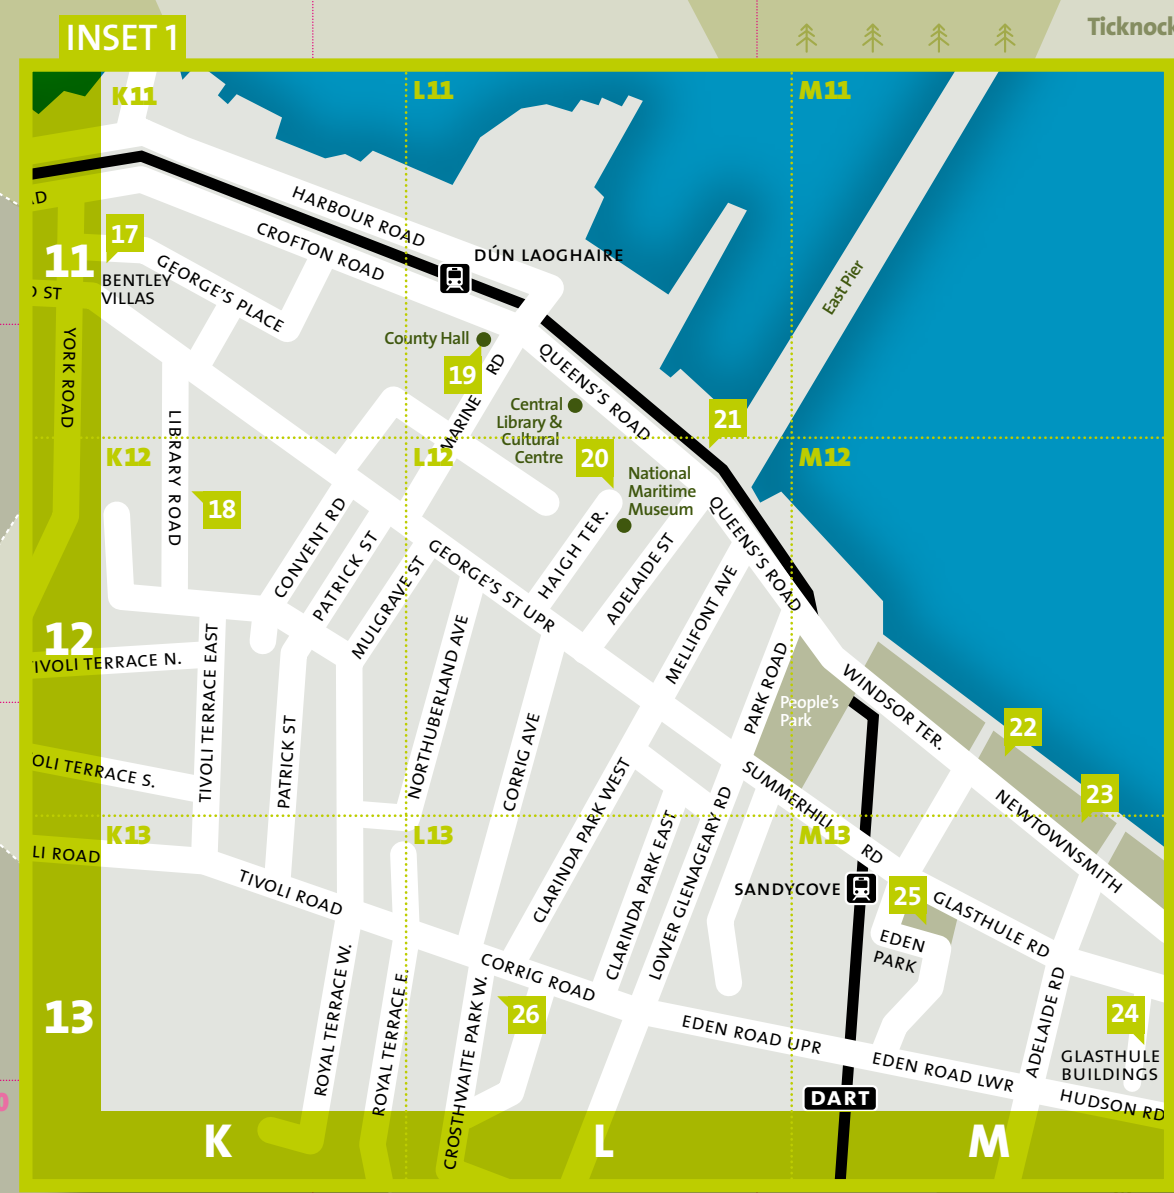 INSET 1
Ticknock
K11
L11
M11
11
17
HARBOUR ROAD
CROFTON ROAD
DÚN LAOGHAIRE
GEORGE'S PLACE
BENTLEY
VILLAS
ST
YORK ROAD
East Pier
County Hall
19
MARINE RD
QUEENS'S ROAD
Central
Library &
Cultural
Centre
21
LIBRARY ROAD
K12
L12
M12
20
National
Maritime
Museum
18
CONVENT RD
PATRICK ST
MULGRAVE ST
GEORGE'S ST UPR
HAIGH TER.
ADELAIDE ST
QUEENS'S ROAD
MELLIFONT AVE
12
IVOLI TERRACE N.
TIVOLI TERRACE EAST
NORTHUBERLAND AVE
PARK ROAD
People's
Park
WINDSOR TER.
22
OLI TERRACE S.
PATRICK ST
CORRIG AVE
CLARINDA PARK WEST
SUMMERHILL RD
23
NEWTOWNSMITH
K13
L13
M13
LI ROAD
TIVOLI ROAD
CLARINDA PARK EAST
LOWER GLENAGEARY RD
SANDYCOVE
25
GLASTHULE RD
EDEN
PARK
CORRIG ROAD
26
ROYAL TERRACE W.
ROYAL TERRACE E.
CROSTHWAITE PARK W.
13
EDEN ROAD UPR
EDEN ROAD LWR
ADELAIDE RD
24
GLASTHULE
BUILDINGS
HUDSON RD
DART
K
L
M